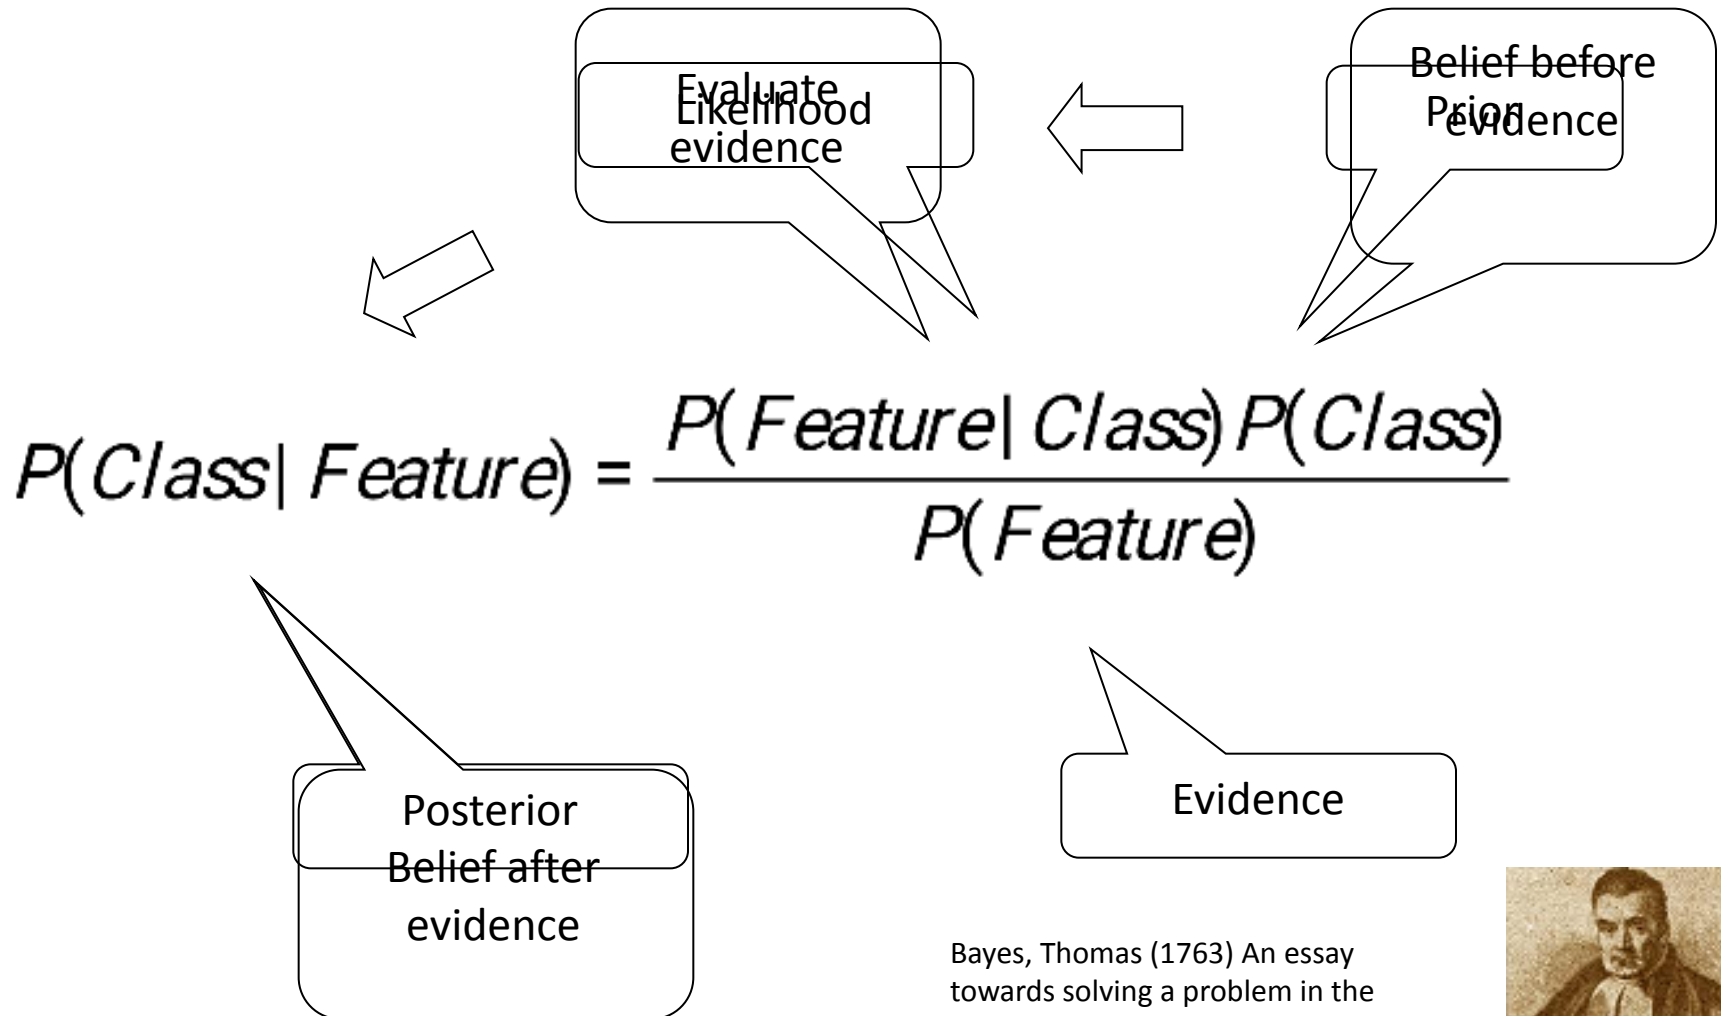 Evaluate
Likelihood
evidence
Belief before
Prior
evidence
P(Class| Feature) = P(Feature| Class)P(Class)
P(Feature)
Posterior
Belief after
evidence
Evidence
Bayes, Thomas (1763) An essay
towards solving a problem in the